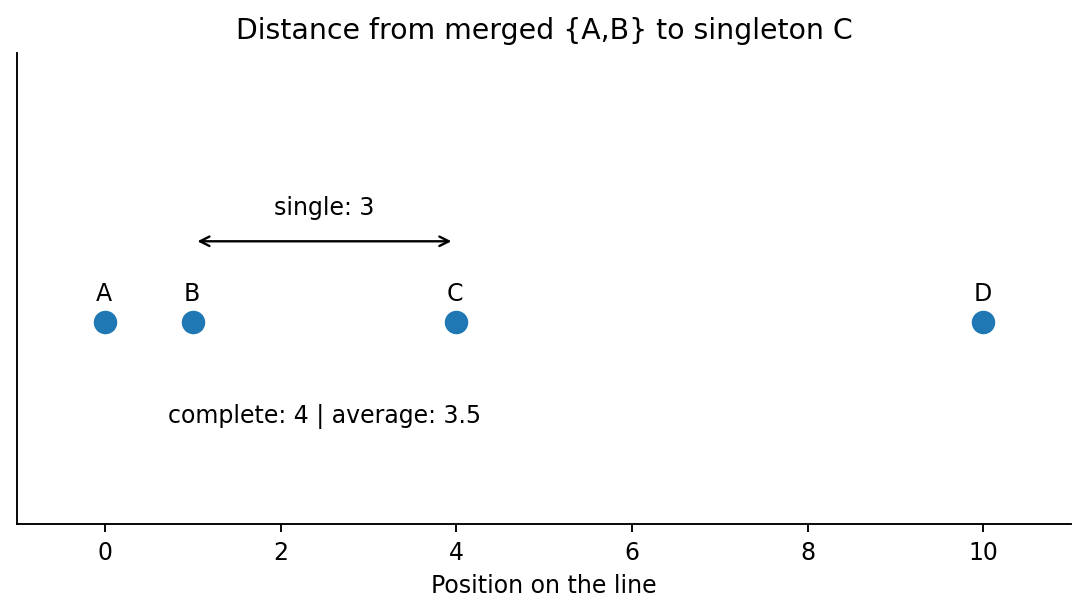 Distance from merged {A,B} to singleton C
single: 3
A B C D
complete: 4 | average: 3.5
0 2 4 6 8 10
Position on the line